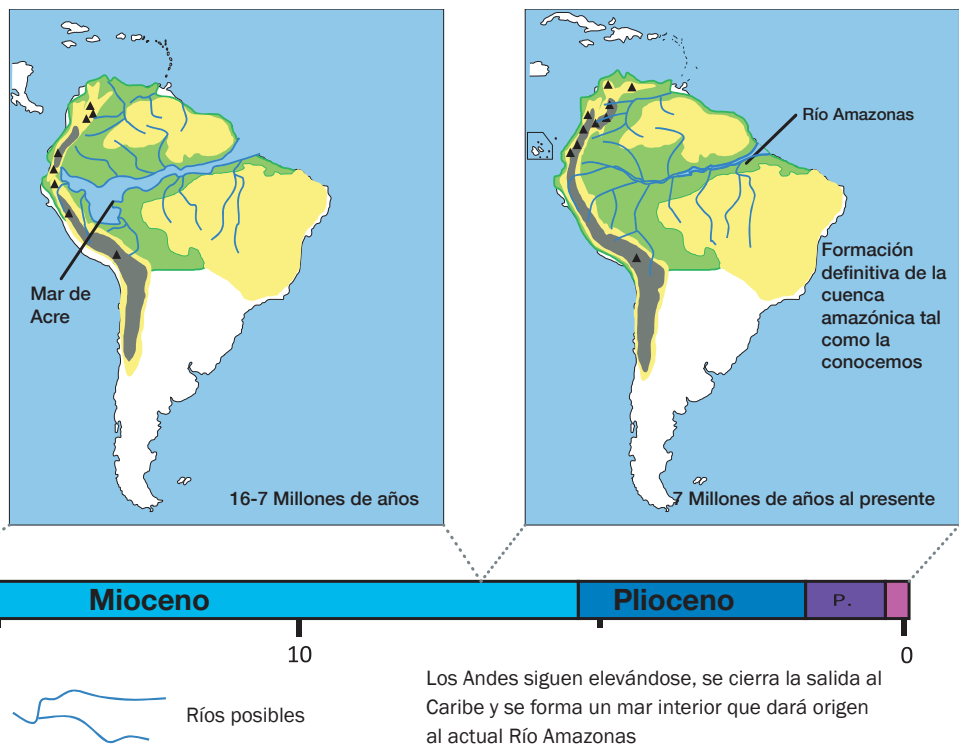 Mar de
Acre
16-7 Millones de años
Río Amazonas
Formación
definitiva de la
cuenca
amazónica tal
como la
conocemos
7 Millones de años al presente
Mioceno
Plioceno
P.
10
0
Ríos posibles
Los Andes siguen elevándose, se cierra la salida al
Caribe y se forma un mar interior que dará origen
al actual Río Amazonas